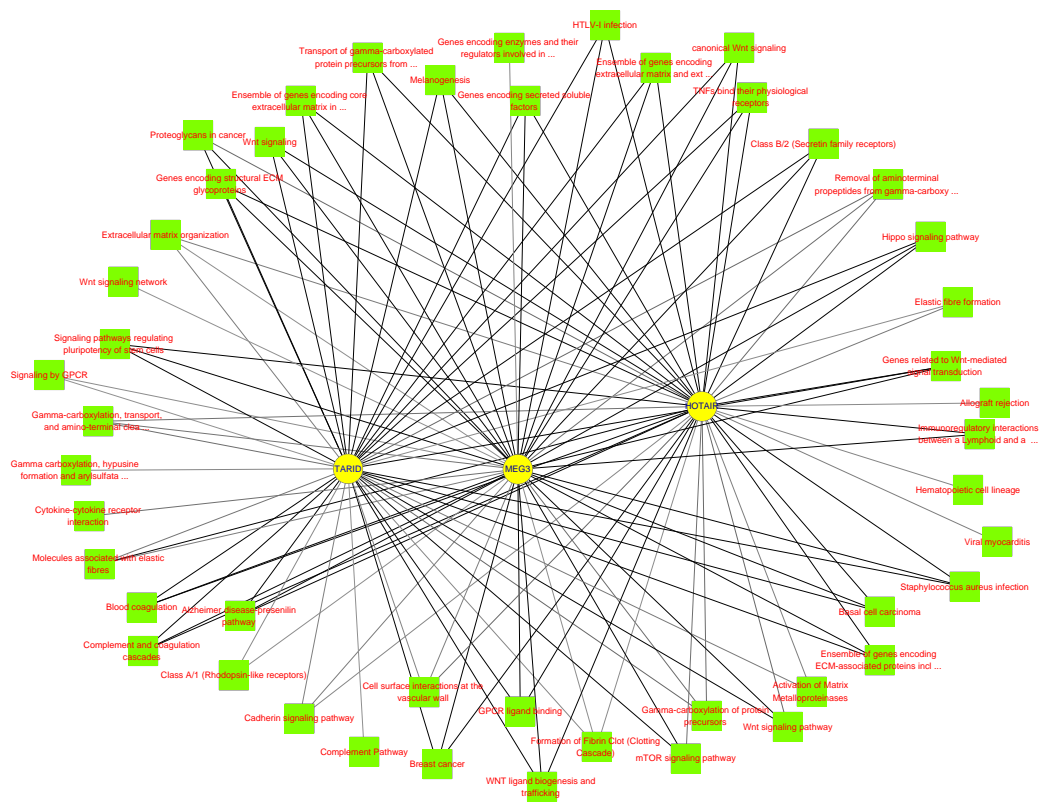 HTLV-I infection
Genes encoding enzymes and their
regulators involved in ...
Transport of gamma-carboxylated
protein precursors from ...
canonical Wnt signaling
Ensemble of genes encoding
extracellular matrix and ext ...
Melanogenesis
Genes encoding secreted soluble
factors
TNFs bind their physiological
receptors
Ensemble of genes encoding core
extracellular matrix in ...
Proteoglycans in cancer
Wnt signaling
Class B/2 (Secretin family receptors)
Genes encoding structural ECM
glycoproteins
Removal of aminoterminal
propeptides from gamma-carboxy ...
Extracellular matrix organization
Hippo signaling pathway
Wnt signaling network
Elastic fibre formation
Signaling pathways regulating
pluripotency of stem cells
Genes related to Wnt-mediated
signal transduction
Signaling by GPCR
Allograft rejection
HOTAIR
Gamma-carboxylation, transport,
and amino-terminal clea ...
Immunoregulatory interactions
between a Lymphoid and a ...
TARID
MEG3
Gamma carboxylation, hypusine
formation and arylsulfata ...
Hematopoietic cell lineage
Cytokine-cytokine receptor
interaction
Viral myocarditis
Molecules associated with elastic
fibres
Staphylococcus aureus infection
Blood coagulation
Alzheimer disease-presenilin
pathway
Basal cell carcinoma
Complement and coagulation
cascades
Ensemble of genes encoding
ECM-associated proteins incl ...
Class A/1 (Rhodopsin-like receptors)
Cell surface interactions at the
vascular wall
Activation of Matrix
Metalloproteinases
Cadherin signaling pathway
GPCR ligand binding
Gamma-carboxylation of protein
precursors
Wnt signaling pathway
Complement Pathway
Formation of Fibrin Clot (Clotting
Cascade)
Breast cancer
mTOR signaling pathway
WNT ligand biogenesis and
trafficking